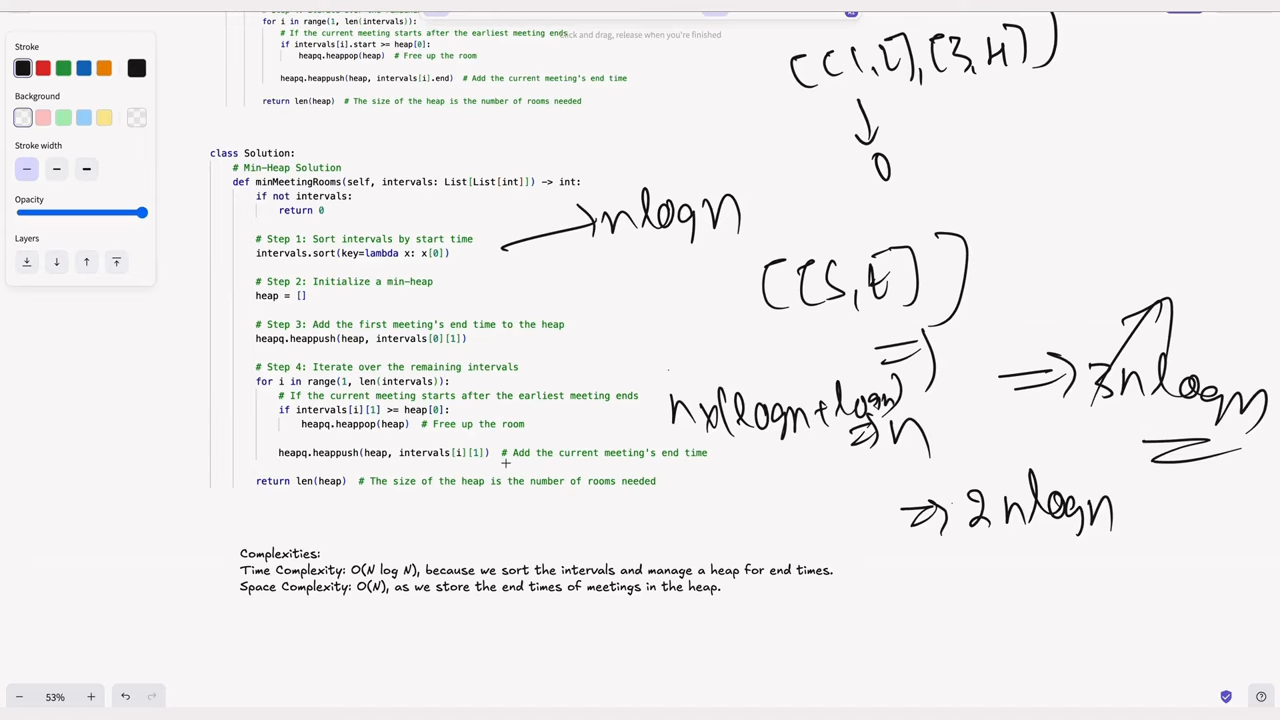 # Step 4: Iterate over the remaining intervals
for i in range(1, len(intervals)):
# If the current meeting starts after the earliest meeting ends
Click and drag, release when you're finished
if intervals[i].start >= heap[0]:
heapq.heappop(heap)  # Free up the room
heapq.heappush(heap, intervals[i].end)  # Add the current meeting's end time
return len(heap)  # The size of the heap is the number of rooms needed
Stroke
Background
Stroke width
Opacity
Layers
class Solution:
# Min-Heap Solution
def minMeetingRooms(self, intervals: List[List[int]]) -> int:
if not intervals:
return 0
# Step 1: Sort intervals by start time
intervals.sort(key=lambda x: x[0])
# Step 2: Initialize a min-heap
heap = []
# Step 3: Add the first meeting's end time to the heap
heapq.heappush(heap, intervals[0][1])
# Step 4: Iterate over the remaining intervals
for i in range(1, len(intervals)):
# If the current meeting starts after the earliest meeting ends
if intervals[i][1] >= heap[0]:
heapq.heappop(heap)  # Free up the room
heapq.heappush(heap, intervals[i][1])  # Add the current meeting's end time
return len(heap)  # The size of the heap is the number of rooms needed
0
→ nlogn
n x (logn + logn)
⇒ n
⇒ 3nlogn
⇒ 2nlogn
Complexities:
Time Complexity: O(N log N), because we sort the intervals and manage a heap for end times.
Space Complexity: O(N), as we store the end times of meetings in the heap.
− 53% +